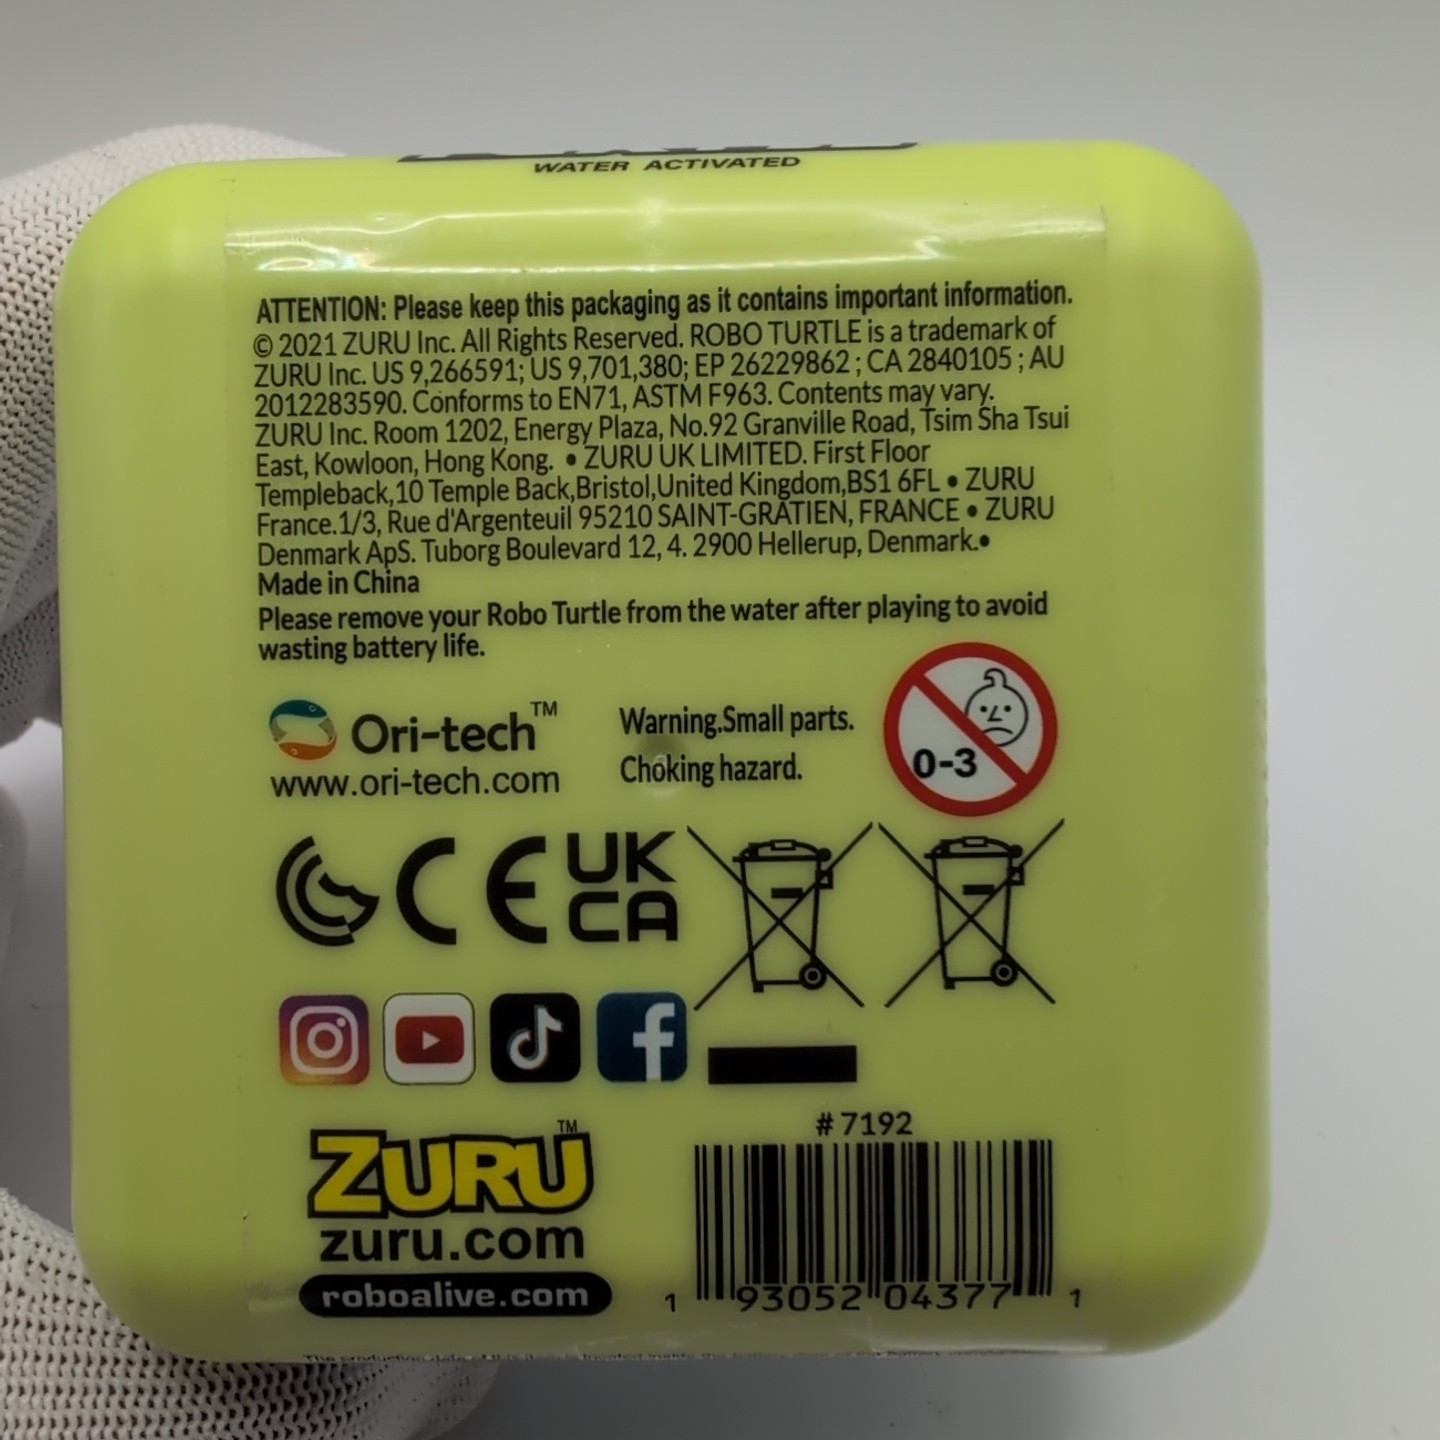 WATER ACTIVATED
ATTENTION: Please keep this packaging as it contains important information.
© 2021 ZURU Inc. All Rights Reserved. ROBO TURTLE is a trademark of
ZURU Inc. US 9,266591; US 9,701,380; EP 26229862 ; CA 2840105 ; AU
2012283590. Conforms to EN71, ASTM F963. Contents may vary.
ZURU Inc. Room 1202, Energy Plaza, No.92 Granville Road, Tsim Sha Tsui
East, Kowloon, Hong Kong. • ZURU UK LIMITED. First Floor
Templeback,10 Temple Back,Bristol,United Kingdom,BS1 6FL • ZURU
France.1/3, Rue d'Argenteuil 95210 SAINT-GRATIEN, FRANCE • ZURU
Denmark ApS. Tuborg Boulevard 12, 4. 2900 Hellerup, Denmark.•
Made in China
Please remove your Robo Turtle from the water after playing to avoid
wasting battery life.
Ori-tech™
www.ori-tech.com
Warning.Small parts.
Choking hazard.
0-3
CE
UK
CA
# 7192
ZURU™
zuru.com
roboalive.com
1 93052 04377 1